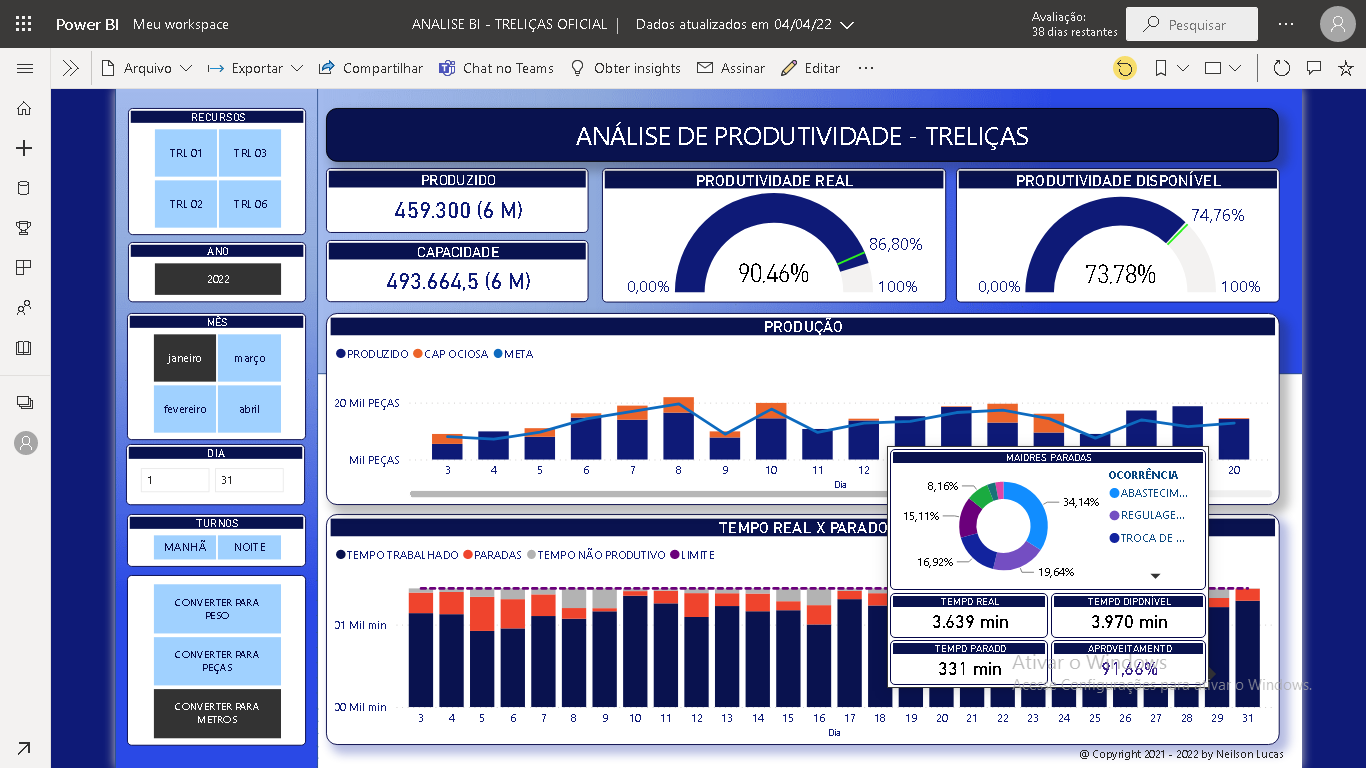 Power BI Meu workspace
ANALISE BI - TRELIÇAS OFICIAL | Dados atualizados em 04/04/22
Avaliação:
38 dias restantes
Pesquisar
Arquivo Exportar Compartilhar Chat no Teams Obter insights Assinar Editar
RECURSOS
TRL 01 TRL 03
TRL 02 TRL 06
ANO
2022
MÊS
janeiro março
fevereiro abril
DIA
1 31
TURNOS
MANHÃ NOITE
CONVERTER PARA
PESO
CONVERTER PARA
PEÇAS
CONVERTER PARA
METROS
ANÁLISE DE PRODUTIVIDADE - TRELIÇAS
PRODUZIDO
459.300 (6 M)
CAPACIDADE
493.664,5 (6 M)
PRODUTIVIDADE REAL
86,80%
90.46%
0,00% 100%
PRODUTIVIDADE DISPONÍVEL
74,76%
73.78%
0,00% 100%
PRODUÇÃO
PRODUZIDO CAP OCIOSA META
20 Mil PEÇAS
Mil PEÇAS
3 4 5 6 7 8 9 10 11 12 20
Dia
TEMPO REAL X PARADO
TEMPO TRABALHADO PARADAS TEMPO NÃO PRODUTIVO LIMITE
01 Mil min
00 Mil min
3 4 5 6 7 8 9 10 11 12 13 14 15 16 17 18 19 20 21 22 23 24 25 26 27 28 29 30 31
Dia
MAIORES PARADAS
8,16%
15,11%
16,92%
34,14%
19,64%
OCORRÊNCIA
ABASTECIM...
REGULAGE...
TROCA DE ...
TEMPO REAL
3.639 min
TEMPO DIPONÍVEL
3.970 min
TEMPO PARADO
331 min
APROVEITAMENTO
91,66%
Ativar o Windows
Acesse Configurações para ativar o Windows.
@ Copyright 2021 - 2022 by Neilson Lucas